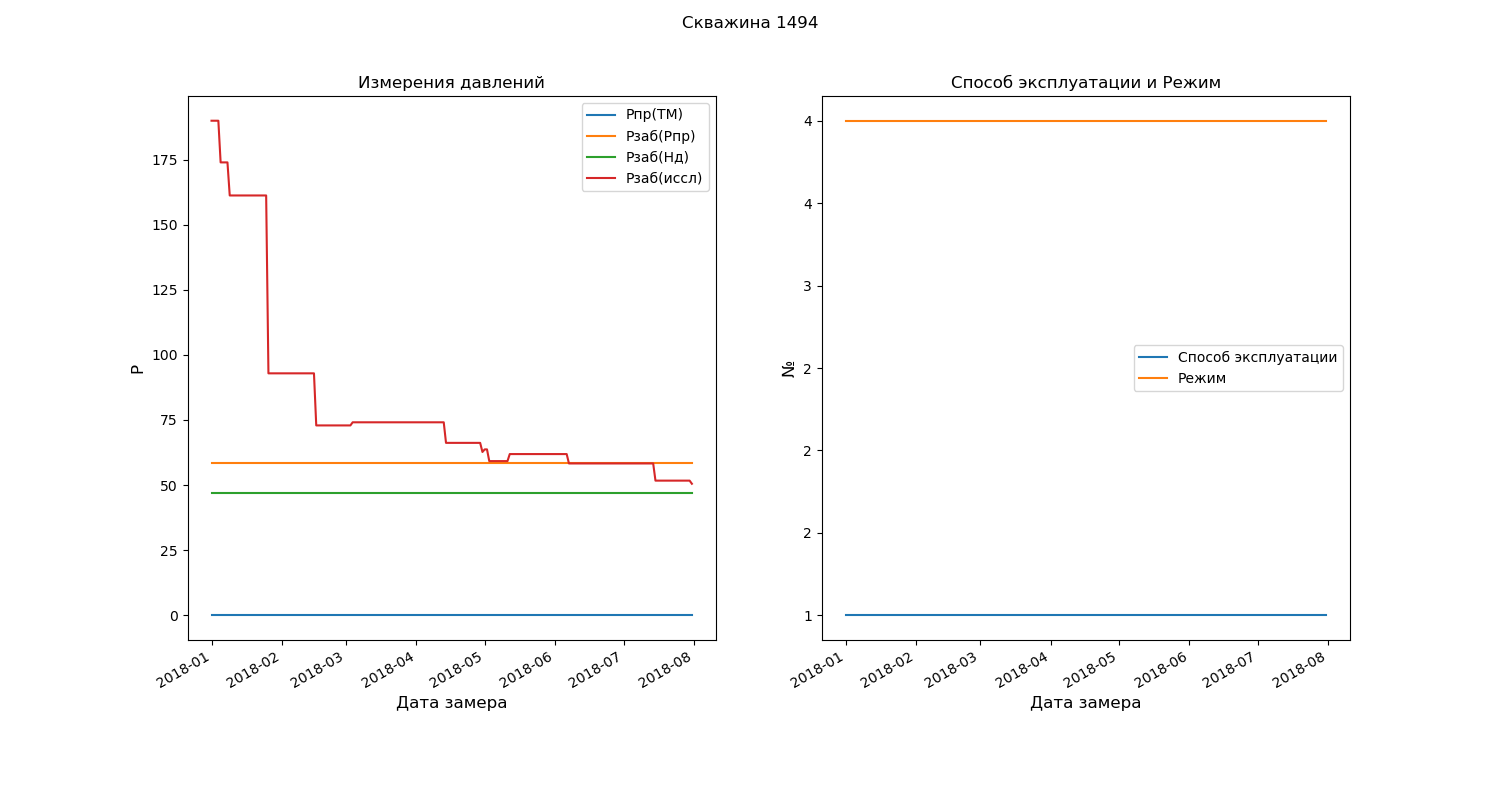 Скважина 1494
Измерения давлений
Рпр(ТМ)
Рзаб(Рпр)
Рзаб(Нд)
Рзаб(иссл)
175
150
125
100
75
50
25
0
Р
2018-01
2018-02
2018-03
2018-04
2018-05
2018-06
2018-07
2018-08
Дата замера
Способ эксплуатации и Режим
4
4
3
2
2
2
1
№
Способ эксплуатации
Режим
2018-01
2018-02
2018-03
2018-04
2018-05
2018-06
2018-07
2018-08
Дата замера